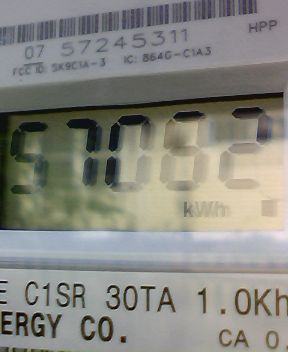 HPP
07 57245311
FCC ID: SK9C1A-3 IC: 864G-C1A3
57062
kWh
E C1SR 30TA 1.0Kh
ERGY CO. CA 0.